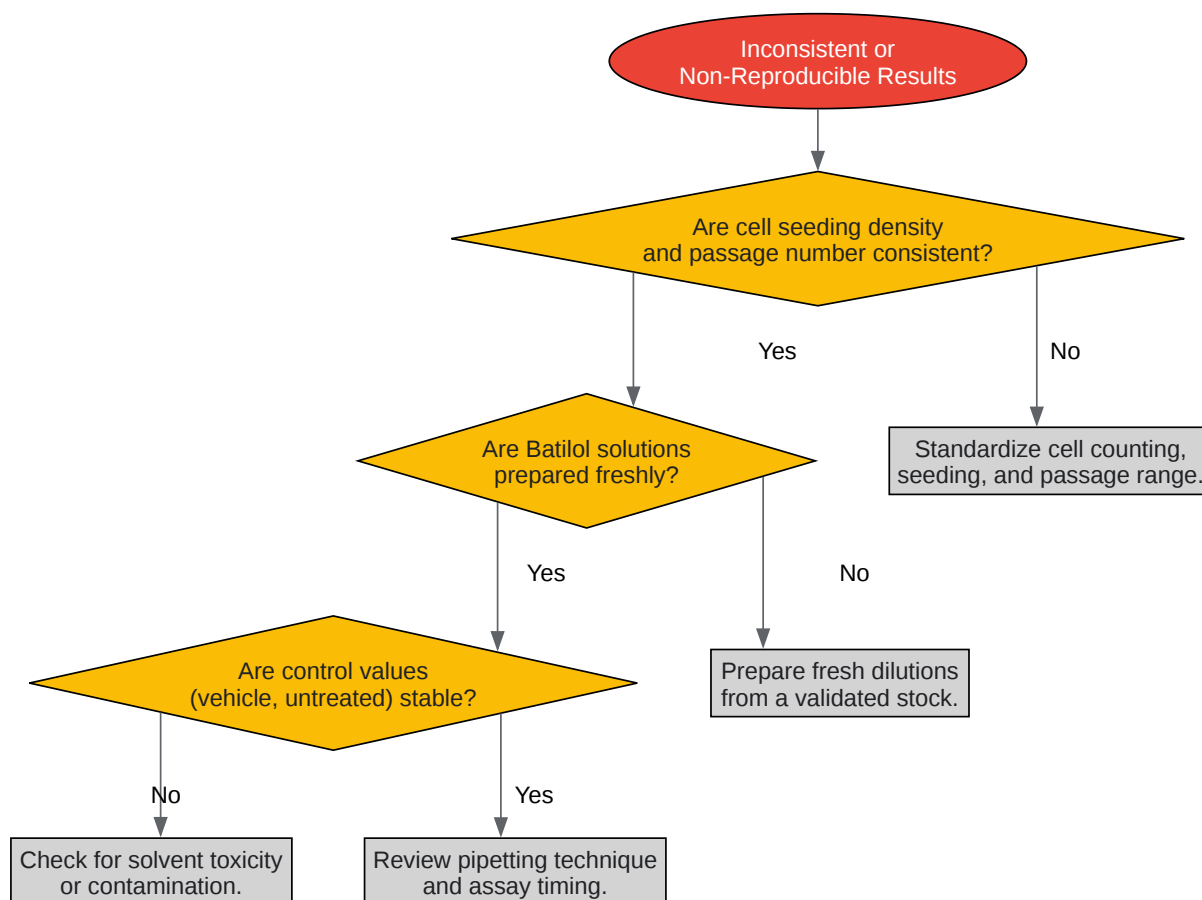 Inconsistent or
Non-Reproducible Results
Are cell seeding density
and passage number consistent?
Yes
No
Are Batilol solutions
prepared freshly?
Standardize cell counting,
seeding, and passage range.
Yes
No
Are control values
(vehicle, untreated) stable?
Prepare fresh dilutions
from a validated stock.
No
Yes
Check for solvent toxicity
or contamination.
Review pipetting technique
and assay timing.